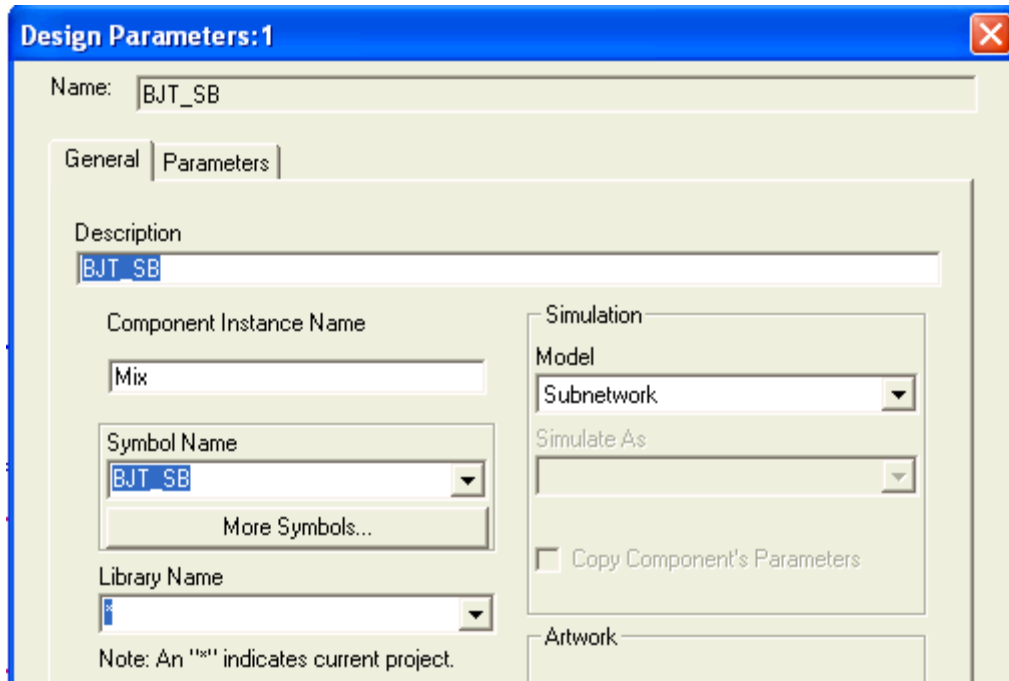 Design Parameters:1
Name: BJT_SB
General Parameters
Description
BJT_SB
Component Instance Name
Mix
Symbol Name
BJT_SB
More Symbols...
Library Name
*
Note: An "*" indicates current project.
Simulation
Model
Subnetwork
Simulate As
Copy Component's Parameters
Artwork